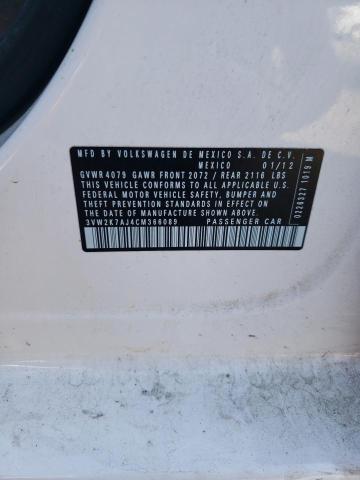 MFD BY VOLKSWAGEN DE MEXICO S.A. DE C.V.
MEXICO 01/12
GVWR 4079 GAWR FRONT 2072 / REAR 2116 LBS
THIS VEHICLE CONFORMS TO ALL APPLICABLE U.S.
FEDERAL MOTOR VEHICLE SAFETY, BUMPER AND
THEFT PREVENTION STANDARDS IN EFFECT ON THE
DATE OF MANUFACTURE SHOWN ABOVE.
3VW2K7AJ4CM366089 PASSENGER CAR
0226327 1019 M